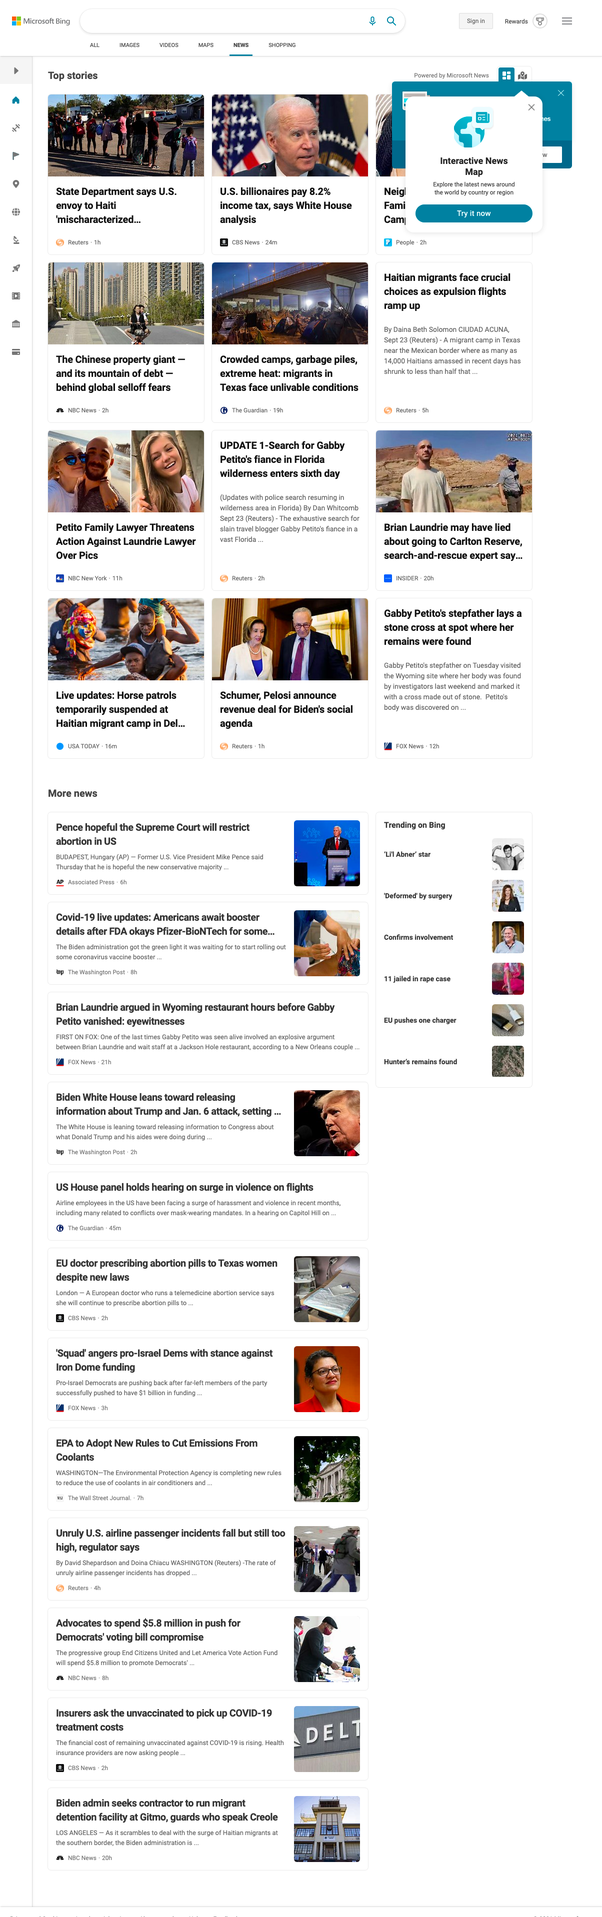 Microsoft Bing
Sign in
Rewards
ALL
IMAGES
VIDEOS
MAPS
NEWS
SHOPPING
Top stories
Powered by Microsoft News
Interactive News
Map
Explore the latest news around
the world by country or region
Try it now
State Department says U.S.
envoy to Haiti
'mischaracterized...
Reuters · 1h
U.S. billionaires pay 8.2%
income tax, says White House
analysis
CBS News · 24m
People · 2h
The Chinese property giant —
and its mountain of debt —
behind global selloff fears
NBC News · 2h
Crowded camps, garbage piles,
extreme heat: migrants in
Texas face unlivable conditions
The Guardian · 19h
Haitian migrants face crucial
choices as expulsion flights
ramp up
By Daina Beth Solomon CIUDAD ACUNA,
Sept 23 (Reuters) - A migrant camp in Texas
near the Mexican border where as many as
14,000 Haitians amassed in recent days has
shrunk to less than half that ...
Reuters · 5h
Petito Family Lawyer Threatens
Action Against Laundrie Lawyer
Over Pics
NBC New York · 11h
UPDATE 1-Search for Gabby
Petito's fiance in Florida
wilderness enters sixth day
(Updates with police search resuming in
wilderness area in Florida) By Dan Whitcomb
Sept 23 (Reuters) - The exhaustive search for
slain travel blogger Gabby Petito's fiance in a
vast Florida ...
Reuters · 2h
Brian Laundrie may have lied
about going to Carlton Reserve,
search-and-rescue expert say...
INSIDER · 20h
Live updates: Horse patrols
temporarily suspended at
Haitian migrant camp in Del...
USA TODAY · 16m
Schumer, Pelosi announce
revenue deal for Biden's social
agenda
Reuters · 1h
Gabby Petito's stepfather lays a
stone cross at spot where her
remains were found
Gabby Petito's stepfather on Tuesday visited
the Wyoming site where her body was found
by investigators last weekend and marked it
with a cross made out of stone. Petito's
body was discovered on ...
FOX News · 12h
More news
Pence hopeful the Supreme Court will restrict
abortion in US
BUDAPEST, Hungary (AP) — Former U.S. Vice President Mike Pence said
Thursday that he is hopeful the new conservative majority ...
Associated Press · 6h
Covid-19 live updates: Americans await booster
details after FDA okays Pfizer-BioNTech for some...
The Biden administration got the green light it was waiting for to start rolling out
some coronavirus vaccine booster ...
The Washington Post · 8h
Brian Laundrie argued in Wyoming restaurant hours before Gabby
Petito vanished: eyewitnesses
FIRST ON FOX: One of the last times Gabby Petito was seen alive involved an explosive argument
between Brian Laundrie and wait staff at a Jackson Hole restaurant, according to a New Orleans couple ...
FOX News · 21h
Biden White House leans toward releasing
information about Trump and Jan. 6 attack, setting ...
The White House is leaning toward releasing information to Congress about
what Donald Trump and his aides were doing during ...
The Washington Post · 2h
US House panel holds hearing on surge in violence on flights
Airline employees in the US have been facing a surge of harassment and violence in recent months,
including many related to conflicts over mask-wearing mandates. In a hearing on Capitol Hill on ...
The Guardian · 45m
EU doctor prescribing abortion pills to Texas women
despite new laws
London — A European doctor who runs a telemedicine abortion service says
she will continue to prescribe abortion pills to ...
CBS News · 2h
'Squad' angers pro-Israel Dems with stance against
Iron Dome funding
Pro-Israel Democrats are pushing back after far-left members of the party
successfully pushed to have $1 billion in funding ...
FOX News · 3h
EPA to Adopt New Rules to Cut Emissions From
Coolants
WASHINGTON—The Environmental Protection Agency is completing new rules
to reduce the use of coolants in air conditioners and ...
The Wall Street Journal. · 7h
Unruly U.S. airline passenger incidents fall but still too
high, regulator says
By David Shepardson and Doina Chiacu WASHINGTON (Reuters) -The rate of
unruly airline passenger incidents has dropped ...
Reuters · 4h
Advocates to spend $5.8 million in push for
Democrats' voting bill compromise
The progressive group End Citizens United and Let America Vote Action Fund
will spend $5.8 million to promote Democrats' ...
NBC News · 8h
Insurers ask the unvaccinated to pick up COVID-19
treatment costs
The financial cost of remaining unvaccinated against COVID-19 is rising. Health
insurance providers are now asking people ...
CBS News · 2h
DELT
Biden admin seeks contractor to run migrant
detention facility at Gitmo, guards who speak Creole
LOS ANGELES — As it scrambles to deal with the surge of Haitian migrants at
the southern border, the Biden administration is ...
NBC News · 20h
Trending on Bing
'Li'l Abner' star
'Deformed' by surgery
Confirms involvement
11 jailed in rape case
EU pushes one charger
Hunter's remains found